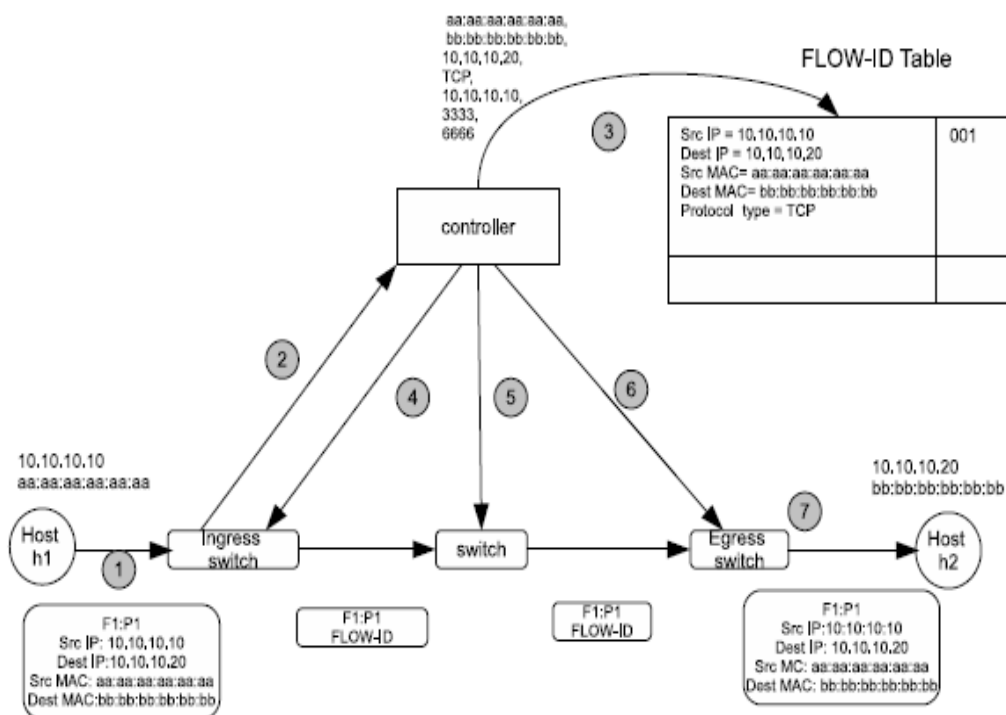 aa:aa:aa:aa:aa:aa,
bb:bb:bb:bb:bb:bb,
10,10,10,20,
TCP,
10.10.10.10,
3333,
6666
FLOW-ID Table
3
Src IP = 10.10.10.10
Dest IP = 10,10,10,20
Src MAC= aa:aa:aa:aa:aa:aa
Dest MAC= bb:bb:bb:bb:bb:bb
Protocol type = TCP
001
controller
2
4
5
6
10.10.10.10
aa:aa:aa:aa:aa:aa
10.10.10.20
bb:bb:bb:bb:bb:bb
7
Host
h1
1
Ingress
switch
switch
Egress
switch
Host
h2
F1:P1
Src IP: 10.10.10.10
Dest IP:10.10.10.20
Src MAC: aa:aa:aa:aa:aa:aa
Dest MAC:bb:bb:bb:bb:bb:bb
F1:P1
FLOW-ID
F1:P1
FLOW-ID
F1:P1
Src IP:10:10:10:10
Dest IP: 10.10.10.20
Src MC: aa:aa:aa:aa:aa:aa
Dest MAC: bb:bb:bb:bb:bb:bb